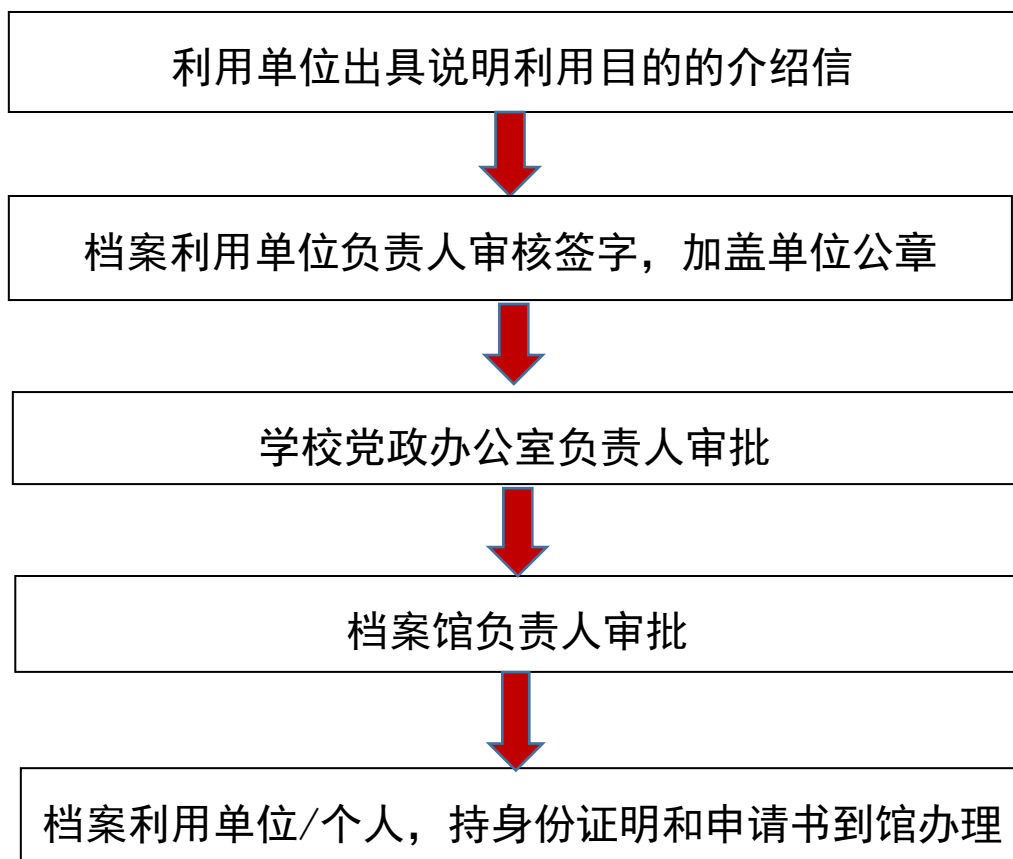 利用单位出具说明利用目的的介绍信
档案利用单位负责人审核签字，加盖单位公章
学校党政办公室负责人审批
档案馆负责人审批
档案利用单位/个人，持身份证明和申请书到馆办理